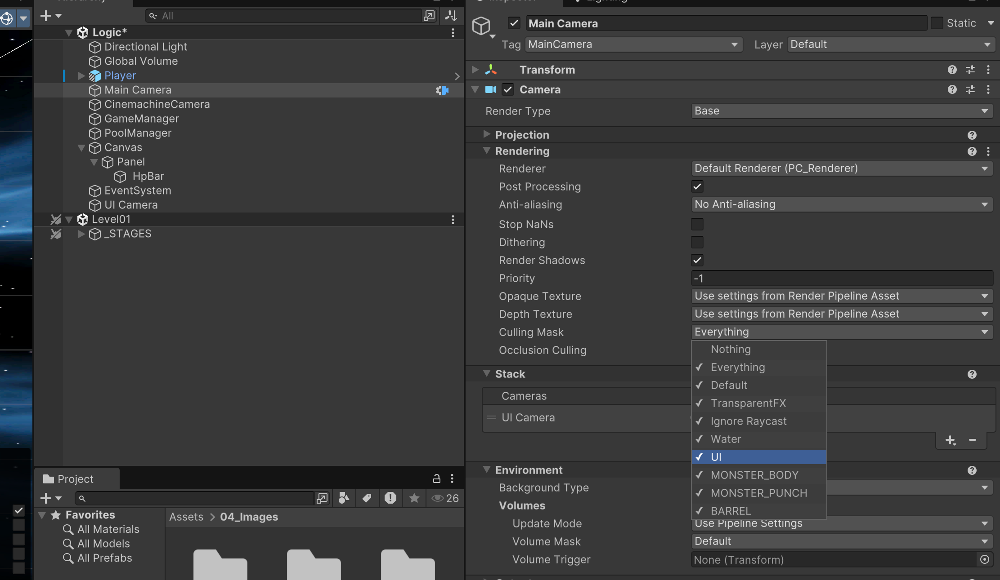 Hierarchy
All
Logic*
Directional Light
Global Volume
Player
Main Camera
CinemachineCamera
GameManager
PoolManager
Canvas
Panel
HpBar
EventSystem
UI Camera
Level01
_STAGES
Project
26
Favorites
All Materials
All Models
All Prefabs
Assets > 04_Images
Inspector
Lighting
Main Camera
Static
Tag MainCamera Layer Default
Transform
Camera
Render Type Base
Projection
Rendering
Renderer Default Renderer (PC_Renderer)
Post Processing
Anti-aliasing No Anti-aliasing
Stop NaNs
Dithering
Render Shadows
Priority -1
Opaque Texture Use settings from Render Pipeline Asset
Depth Texture Use settings from Render Pipeline Asset
Culling Mask Everything
Occlusion Culling
Nothing
Everything
Default
TransparentFX
Ignore Raycast
Water
UI
MONSTER_BODY
MONSTER_PUNCH
BARREL
Stack
Cameras
UI Camera
Environment
Background Type
Volumes
Update Mode Use Pipeline Settings
Volume Mask Default
Volume Trigger None (Transform)